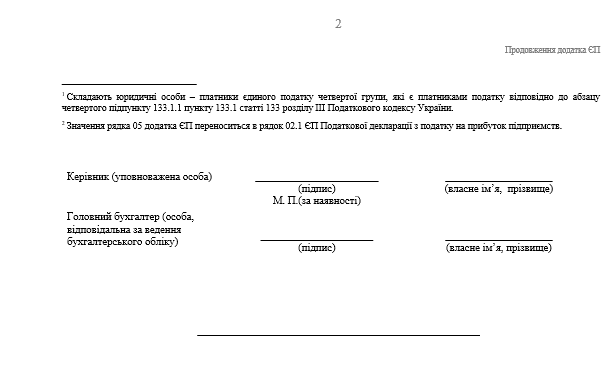 2
Продовження додатка ЄП
1 Складають юридичні особи – платники єдиного податку четвертої групи, які є платниками податку відповідно до абзацу
четвертого підпункту 133.1.1 пункту 133.1 статті 133 розділу ІІІ Податкового кодексу України.
2 Значення рядка 05 додатка ЄП переноситься в рядок 02.1 ЄП Податкової декларації з податку на прибуток підприємств.
Керівник (уповноважена особа)
(підпис) (власне ім’я, прізвище)
М. П.(за наявності)
Головний бухгалтер (особа,
відповідальна за ведення
бухгалтерського обліку)
(підпис) (власне ім’я, прізвище)